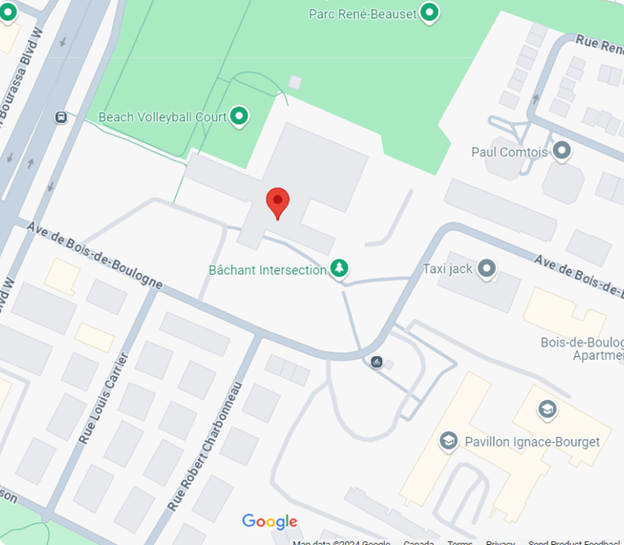 Parc René-Beauset
Rue René
Bourassa Blvd W
Beach Volleyball Court
Paul Comtois
Ave de Bois-de-Boulogne
Ave de Bois-de-B
Bâchant Intersection
Taxi jack
Blvd W
Bois-de-Boulog
Apartme
Rue Louis Carrier
Rue Robert Charbonneau
Pavillon Ignace-Bourget
son
Google
Map data ©2024 Google Canada Terms Privacy Send Product Feedback